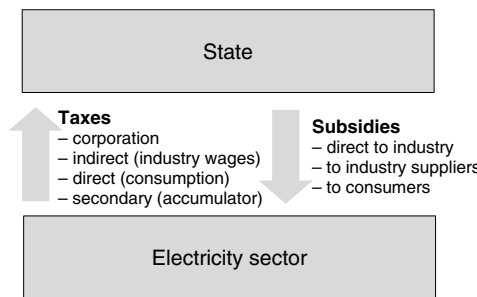 State
Taxes
– corporation
– indirect (industry wages)
– direct (consumption)
– secondary (accumulator)
Subsidies
– direct to industry
– to industry suppliers
– to consumers
Electricity sector